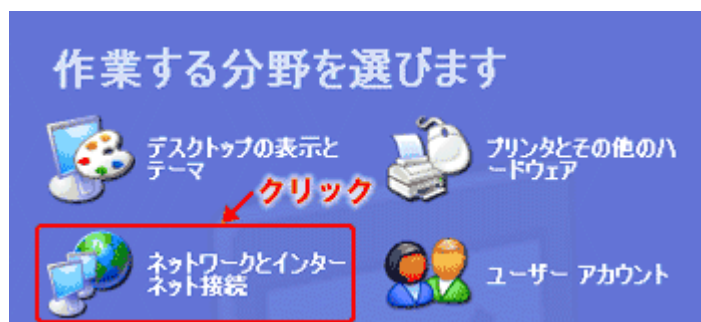 作業する分野を選びます
デスクトップの表示と
テーマ
プリンタとその他のハ
ードウェア
クリック
ネットワークとインター
ネット接続
ユーザー アカウント